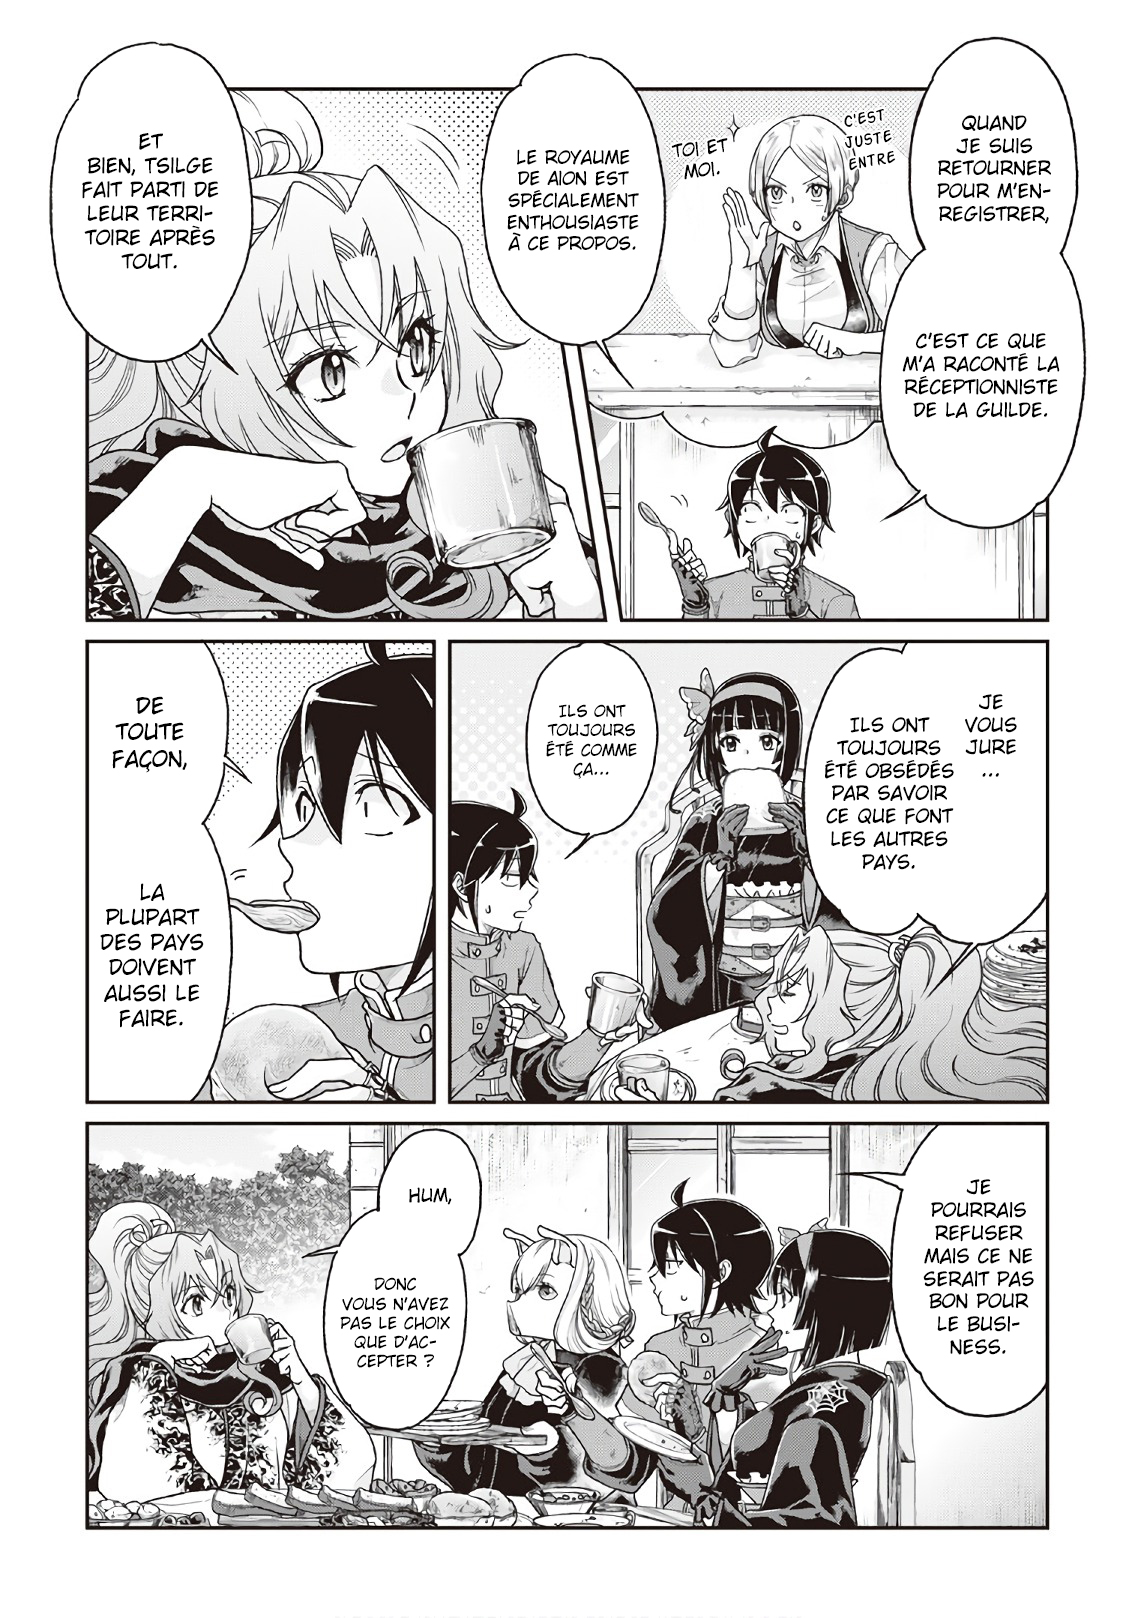 QUAND
JE SUIS
RETOURNER
POUR M'EN-
REGISTRER,
C'EST CE QUE
M'A RACONTÉ LA
RÉCEPTIONNISTE
DE LA GUILDE.
C'EST
JUSTE
ENTRE
TOI ET
MOI.
LE ROYAUME
DE AION EST
SPÉCIALEMENT
ENTHOUSIASTE
À CE PROPOS.
ET
BIEN, TSILGE
FAIT PARTI DE
LEUR TERRI-
TOIRE APRÈS
TOUT.
JE
VOUS
JURE
...
ILS ONT
TOUJOURS
ÉTÉ OBSÉDÉS
PAR SAVOIR
CE QUE FONT
LES AUTRES
PAYS.
ILS ONT
TOUJOURS
ÉTÉ COMME
ÇA...
DE
TOUTE
FAÇON,
LA
PLUPART
DES PAYS
DOIVENT
AUSSI LE
FAIRE.
JE
POURRAIS
REFUSER
MAIS CE NE
SERAIT PAS
BON POUR
LE BUSI-
NESS.
HUM,
DONC
VOUS N'AVEZ
PAS LE CHOIX
QUE D'AC-
CEPTER ?